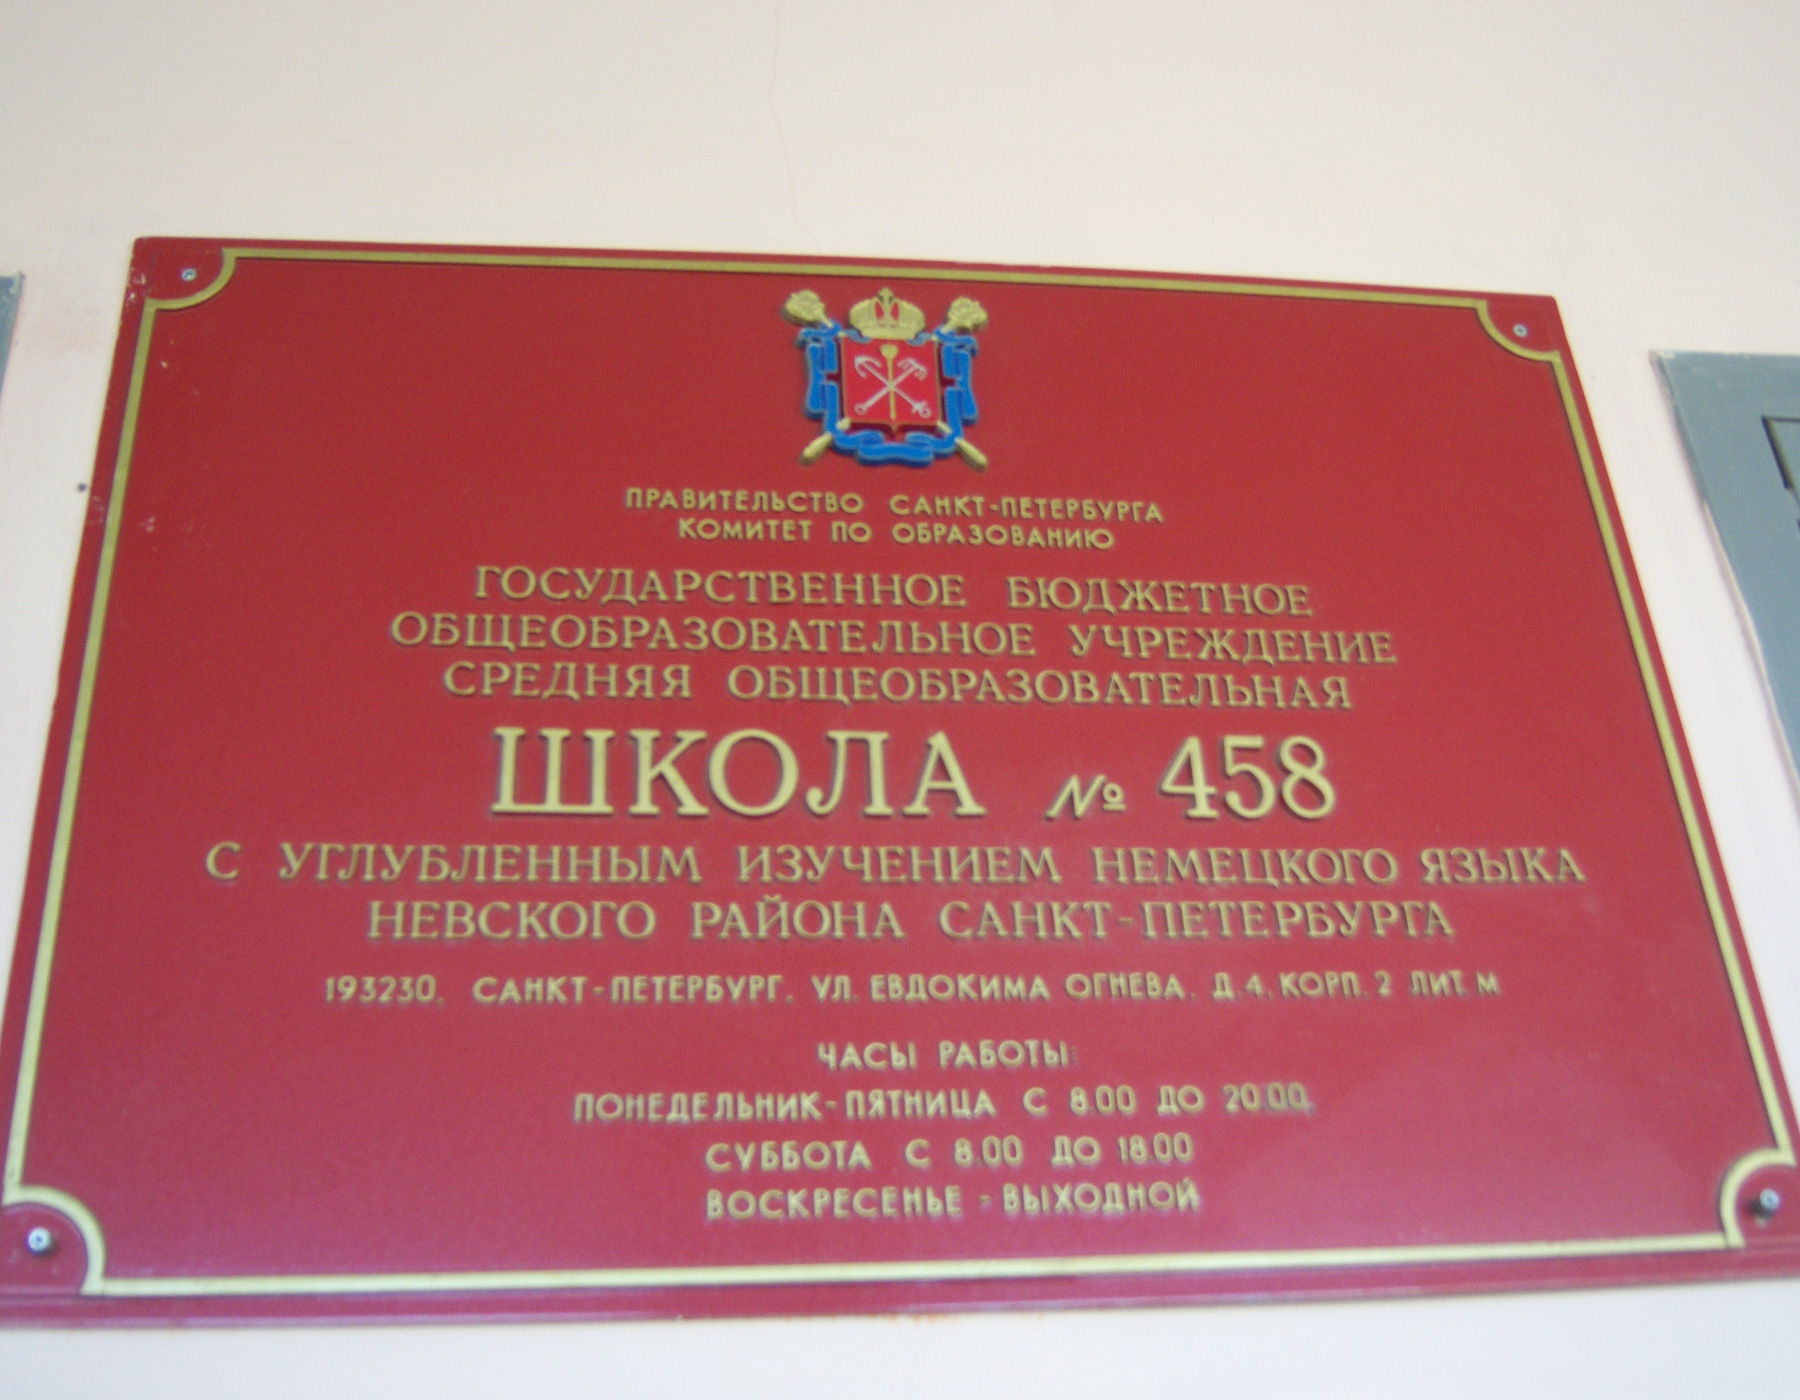 ПРАВИТЕЛЬСТВО САНКТ-ПЕТЕРБУРГА
КОМИТЕТ ПО ОБРАЗОВАНИЮ
ГОСУДАРСТВЕННОЕ БЮДЖЕТНОЕ
ОБЩЕОБРАЗОВАТЕЛЬНОЕ УЧРЕЖДЕНИЕ
СРЕДНЯЯ ОБЩЕОБРАЗОВАТЕЛЬНАЯ
ШКОЛА № 458
С УГЛУБЛЕННЫМ ИЗУЧЕНИЕМ НЕМЕЦКОГО ЯЗЫКА
НЕВСКОГО РАЙОНА САНКТ-ПЕТЕРБУРГА
193230, САНКТ-ПЕТЕРБУРГ, УЛ. ЕВДОКИМА ОГНЕВА, Д.4, КОРП. 2 ЛИТ. М
ЧАСЫ РАБОТЫ:
ПОНЕДЕЛЬНИК-ПЯТНИЦА С 8.00 ДО 20.00,
СУББОТА С 8.00 ДО 18.00
ВОСКРЕСЕНЬЕ - ВЫХОДНОЙ